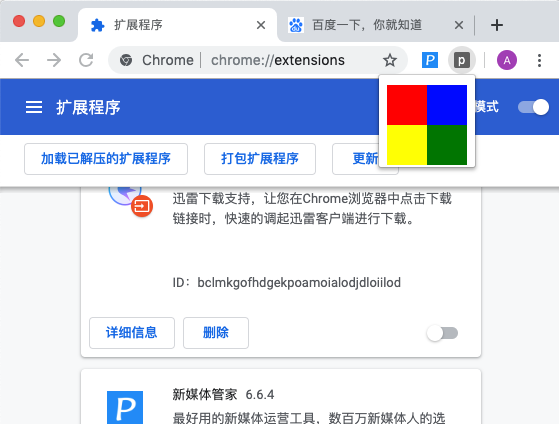 扩展程序
百度一下，你就知道
Chrome | chrome://extensions
P
p
A
扩展程序
模式
加载已解压的扩展程序
打包扩展程序
更新
迅雷下载支持，让您在Chrome浏览器中点击下载
链接时，快速的调起迅雷客户端进行下载。
ID：bclmkgofhdgekpoamoialodjdloiilod
详细信息
删除
P
新媒体管家 6.6.4
最好用的新媒体运营工具，数百万新媒体人的选